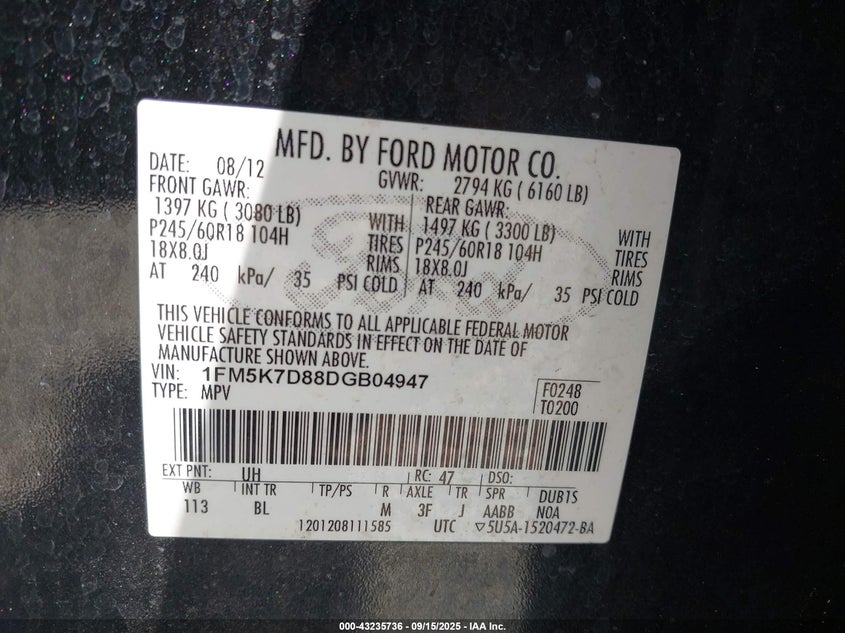 MFD. BY FORD MOTOR CO.
DATE: 08/12 GVWR: 2794 KG ( 6160 LB)
FRONT GAWR: REAR GAWR:
1397 KG ( 3080 LB) WITH 1497 KG ( 3300 LB) WITH
P245/60R18 104H TIRES P245/60R18 104H TIRES
18X8.0J RIMS 18X8.0J RIMS
AT 240 kPa/ 35 PSI COLD AT 240 kPa/ 35 PSI COLD
THIS VEHICLE CONFORMS TO ALL APPLICABLE FEDERAL MOTOR
VEHICLE SAFETY STANDARDS IN EFFECT ON THE DATE OF
MANUFACTURE SHOWN ABOVE.
VIN: 1FM5K7D88DGB04947
TYPE: MPV F0248
T0200
EXT PNT: UH RC: 47 DSO:
WB INT TR TP/PS R AXLE TR SPR DUB1S
113 BL M 3F J AABB N0A
1201208111585 UTC ▽5U5A-1520472-BA
Ford
000-43235736 - 09/15/2025 - IAA Inc.